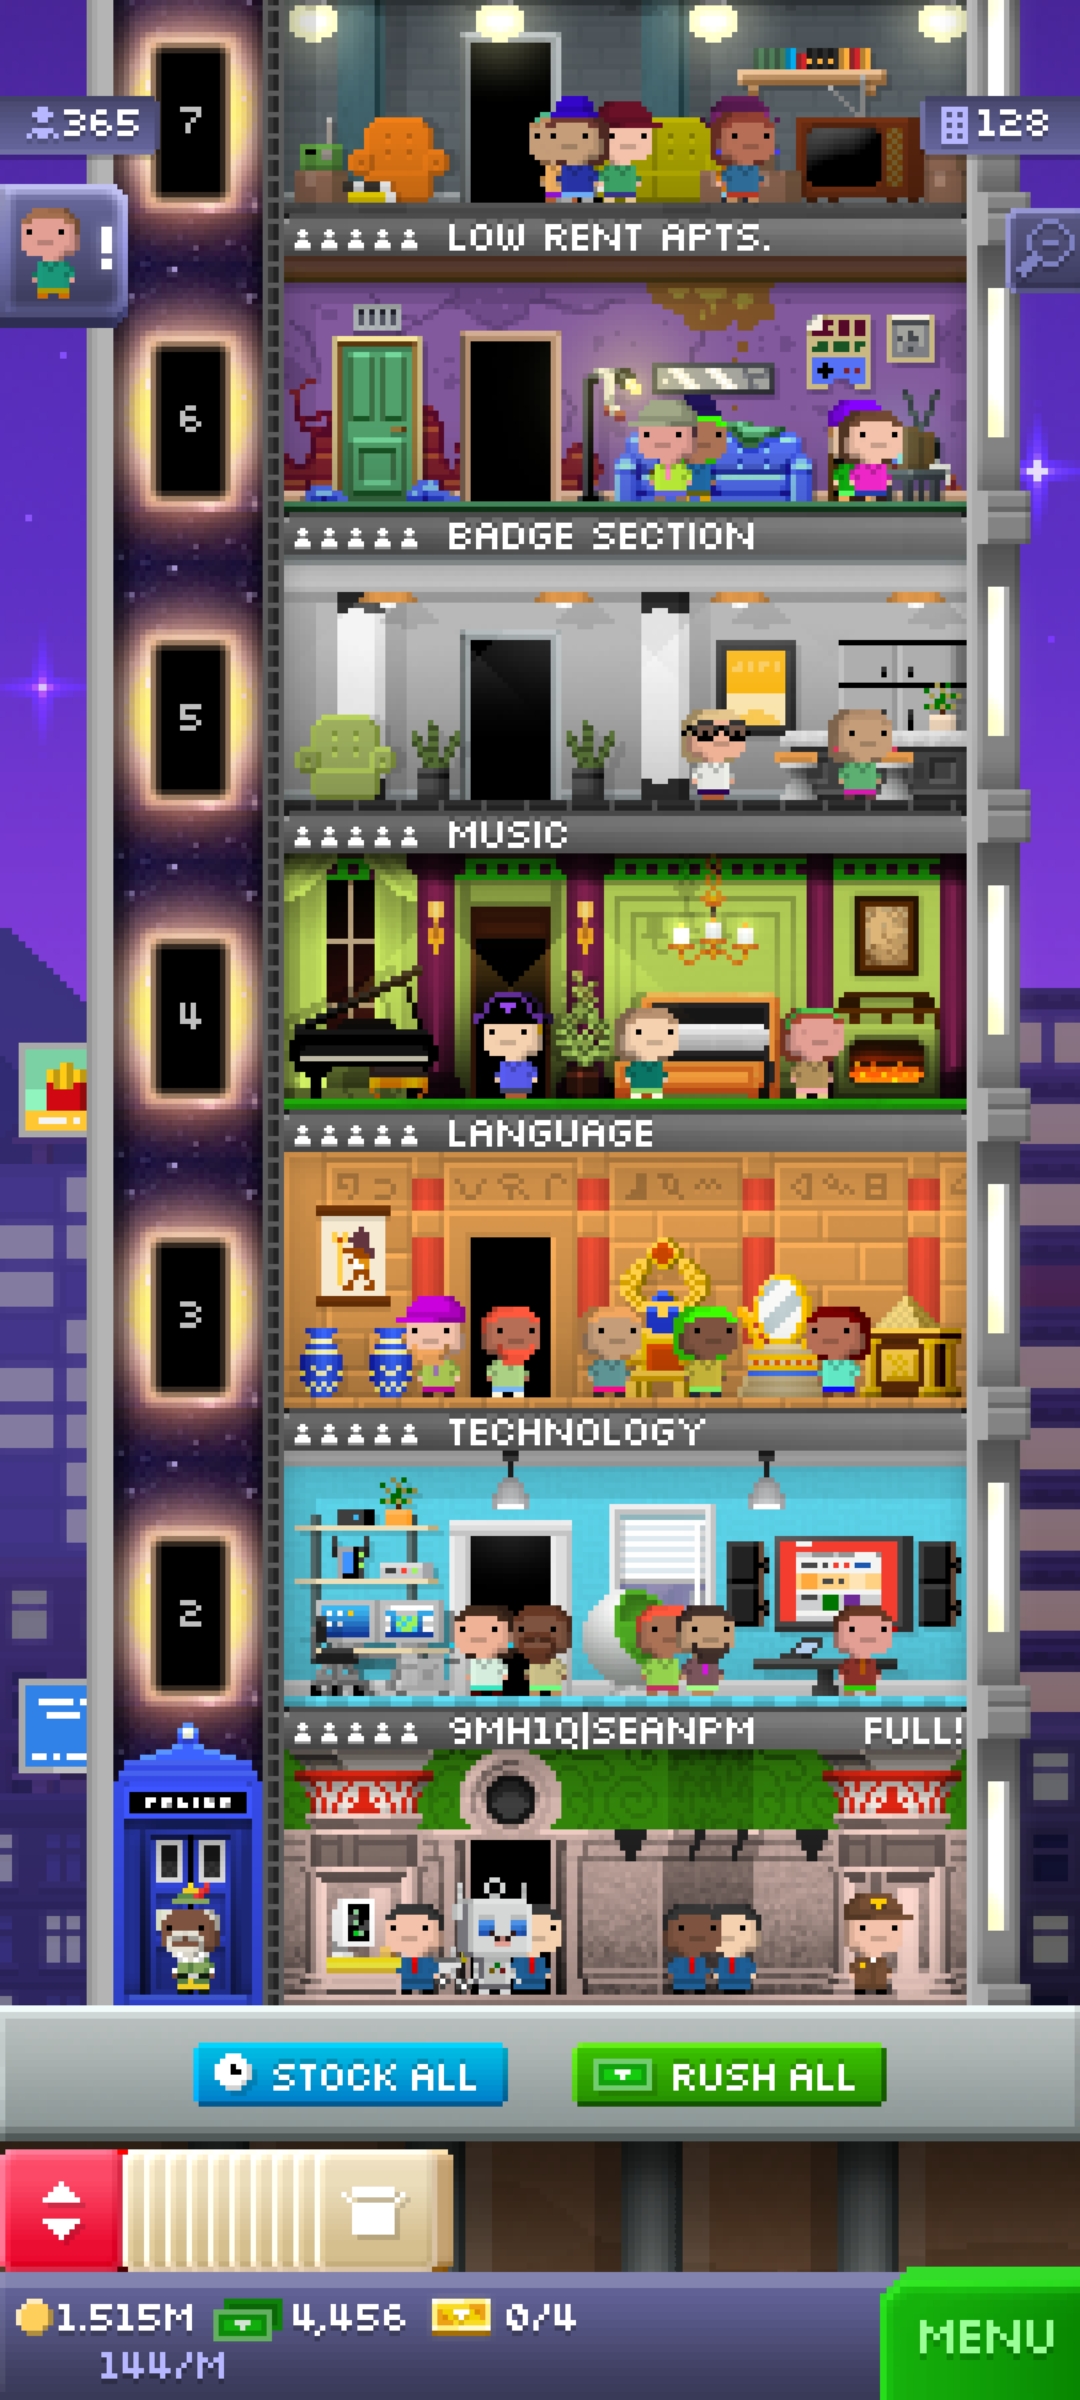 7
365
128
!
LOW RENT APTS.
6
BADGE SECTION
5
MUSIC
4
LANGUAGE
3
TECHNOLOGY
2
9MH1Q|SEANPM FULL!
POLICE
STOCK ALL
RUSH ALL
1.515M 4,456 0/4
144/M
MENU